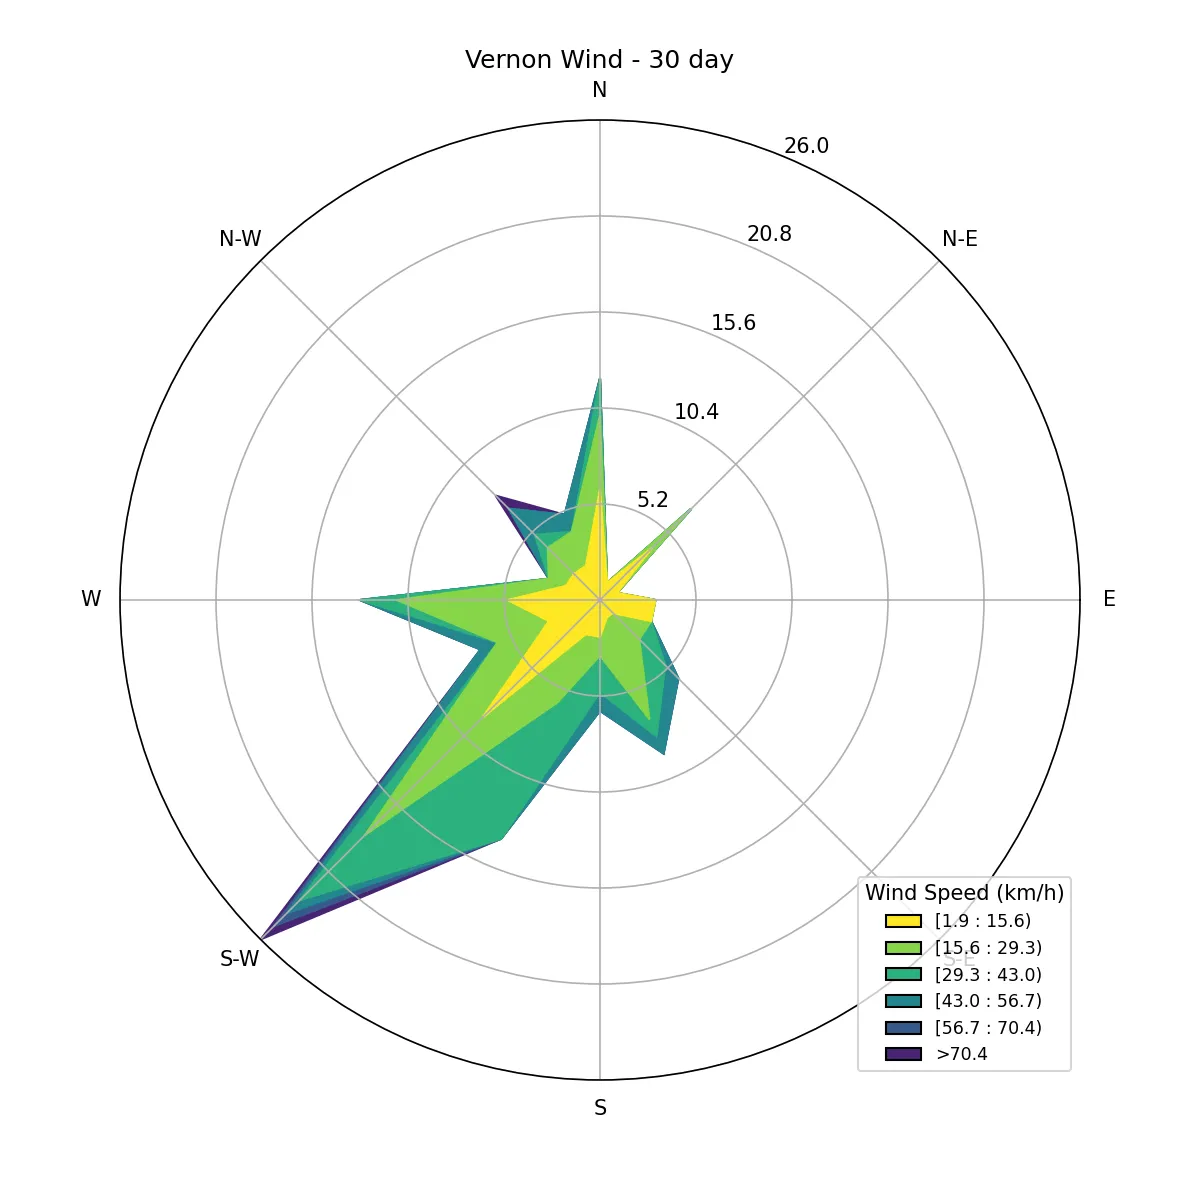 Vernon Wind - 30 day
N
26.0
N-W
N-E
20.8
15.6
10.4
5.2
W
E
S-W
S-E
S
Wind Speed (km/h)
[1.9 : 15.6)
[15.6 : 29.3)
[29.3 : 43.0)
[43.0 : 56.7)
[56.7 : 70.4)
>70.4